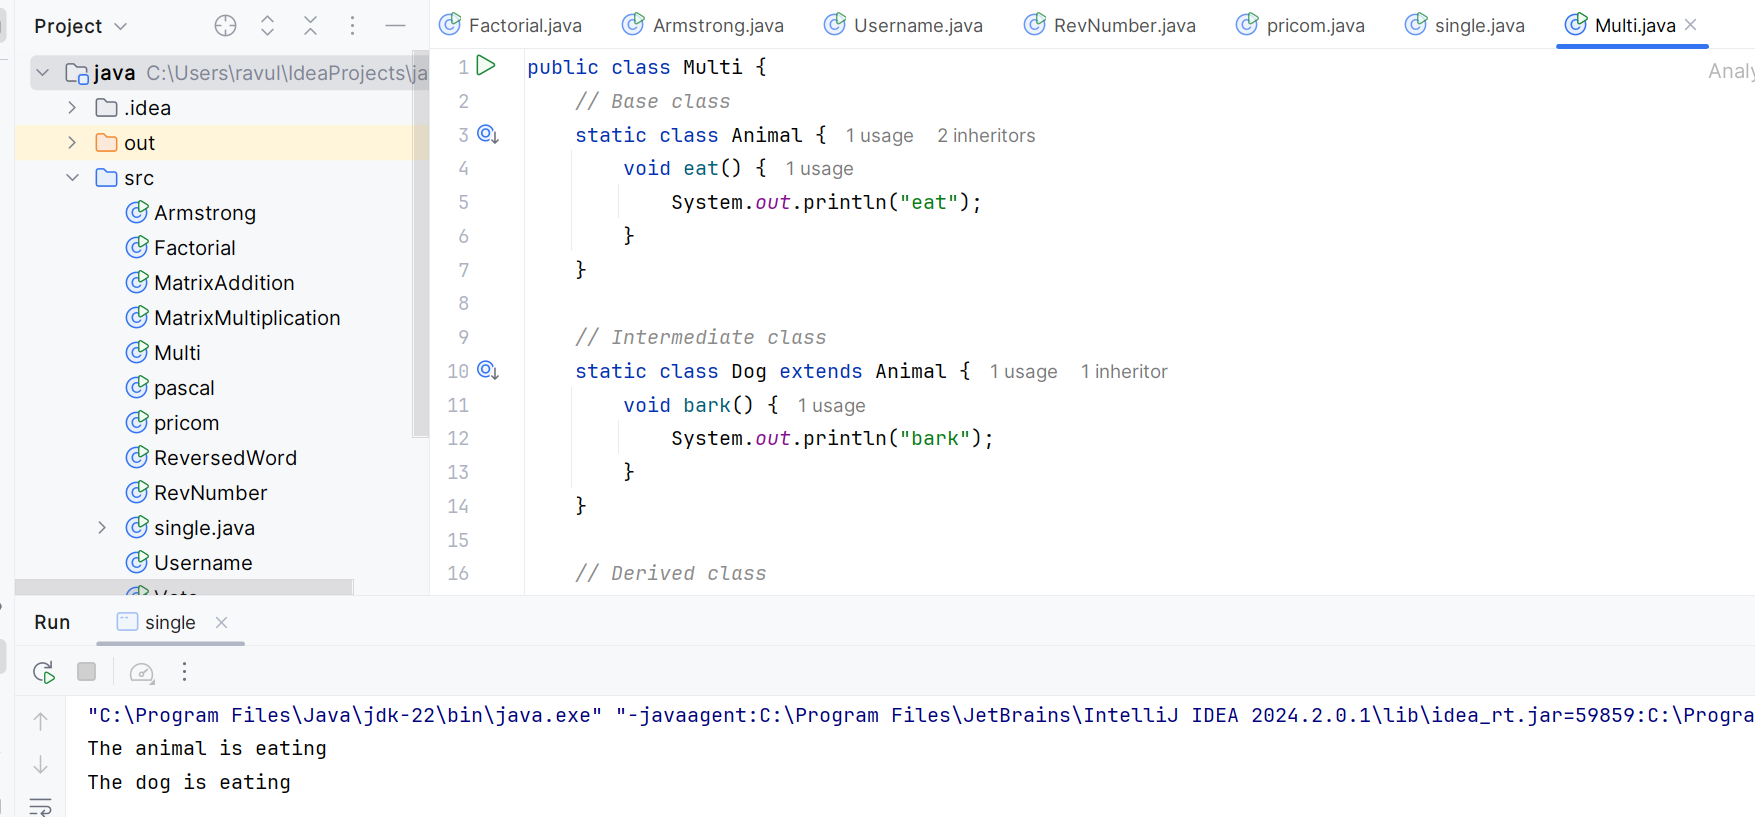 Project
Factorial.java Armstrong.java Username.java RevNumber.java pricom.java single.java Multi.java
java C:\Users\ravul\IdeaProjects\ja
.idea
out
src
Armstrong
Factorial
MatrixAddition
MatrixMultiplication
Multi
pascal
pricom
ReversedWord
RevNumber
single.java
Username
Analy
1 public class Multi {
2 // Base class
3 static class Animal { 1 usage 2 inheritors
4 void eat() { 1 usage
5 System.out.println("eat");
6 }
7 }
8
9 // Intermediate class
10 static class Dog extends Animal { 1 usage 1 inheritor
11 void bark() { 1 usage
12 System.out.println("bark");
13 }
14 }
15
16 // Derived class
Run single
"C:\Program Files\Java\jdk-22\bin\java.exe" "-javaagent:C:\Program Files\JetBrains\IntelliJ IDEA 2024.2.0.1\lib\idea_rt.jar=59859:C:\Progra
The animal is eating
The dog is eating